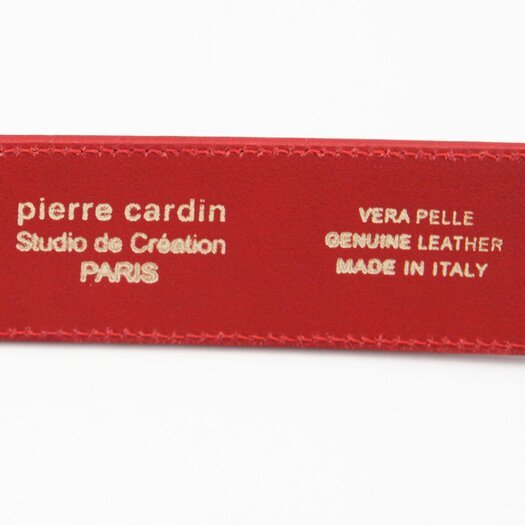 pierre cardin
Studio de Création
PARIS
VERA PELLE
GENUINE LEATHER
MADE IN ITALY